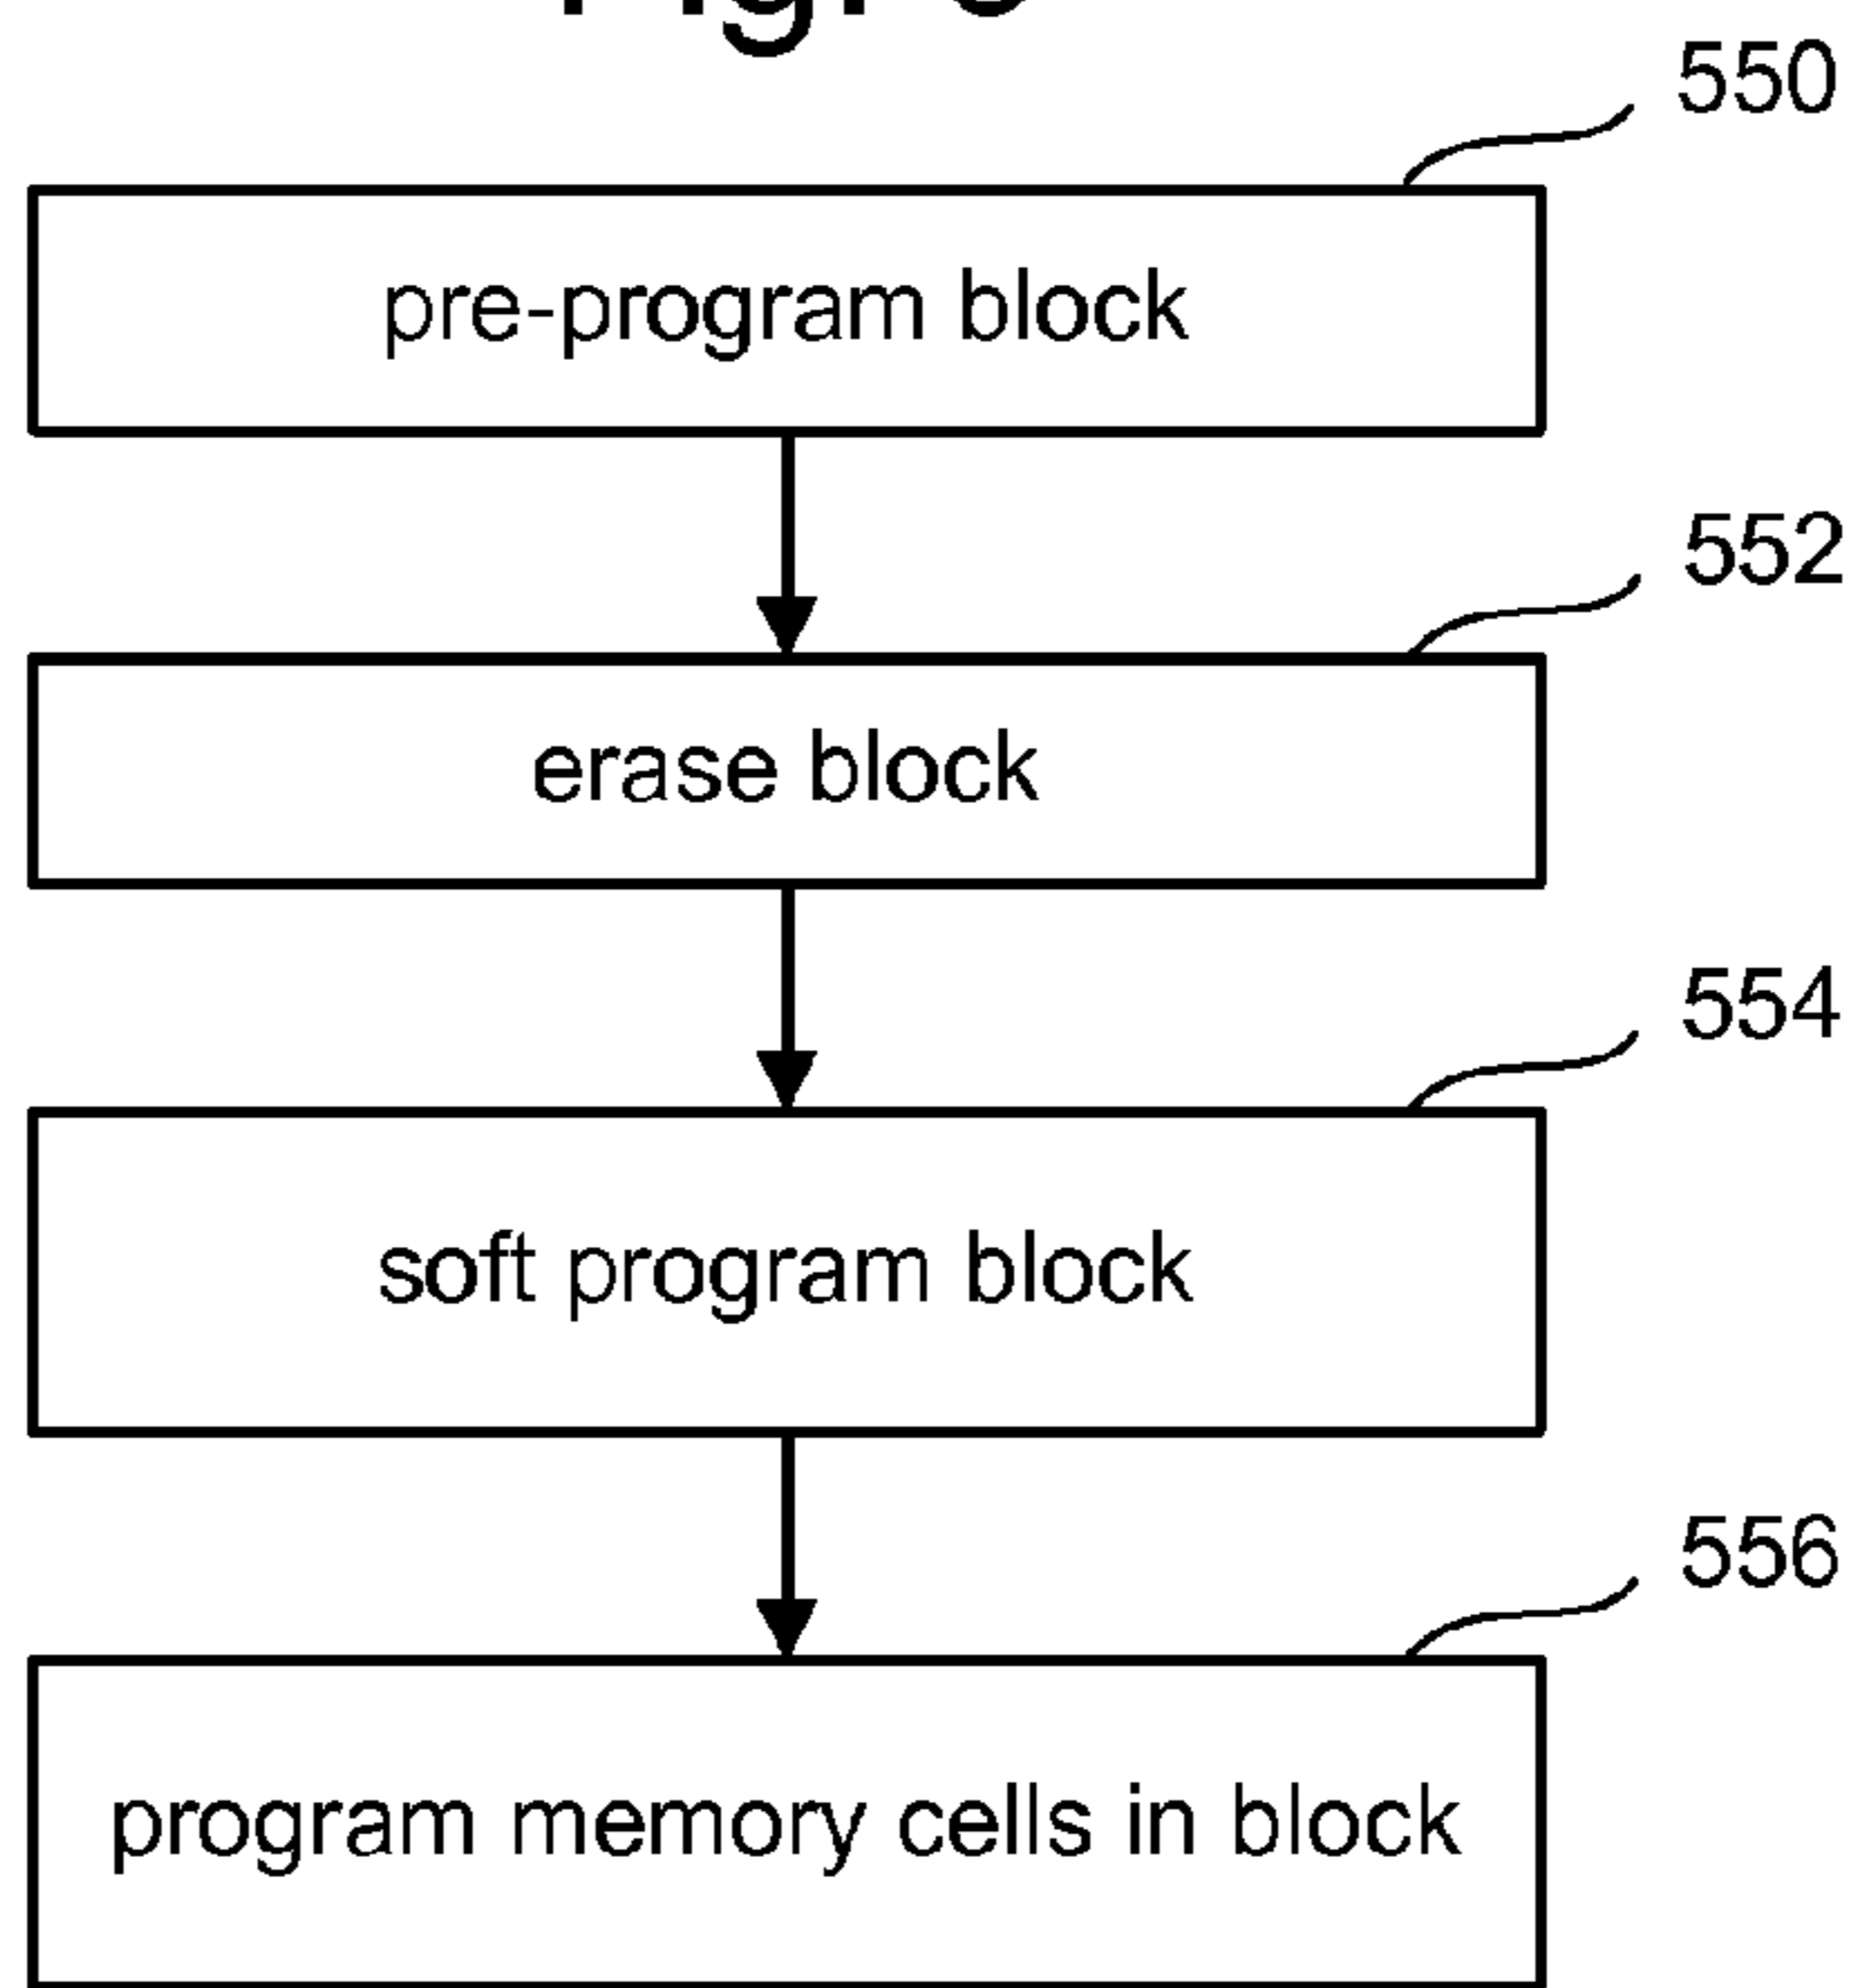 550
pre-program block
552
erase block
554
soft program block
556
program memory cells in block